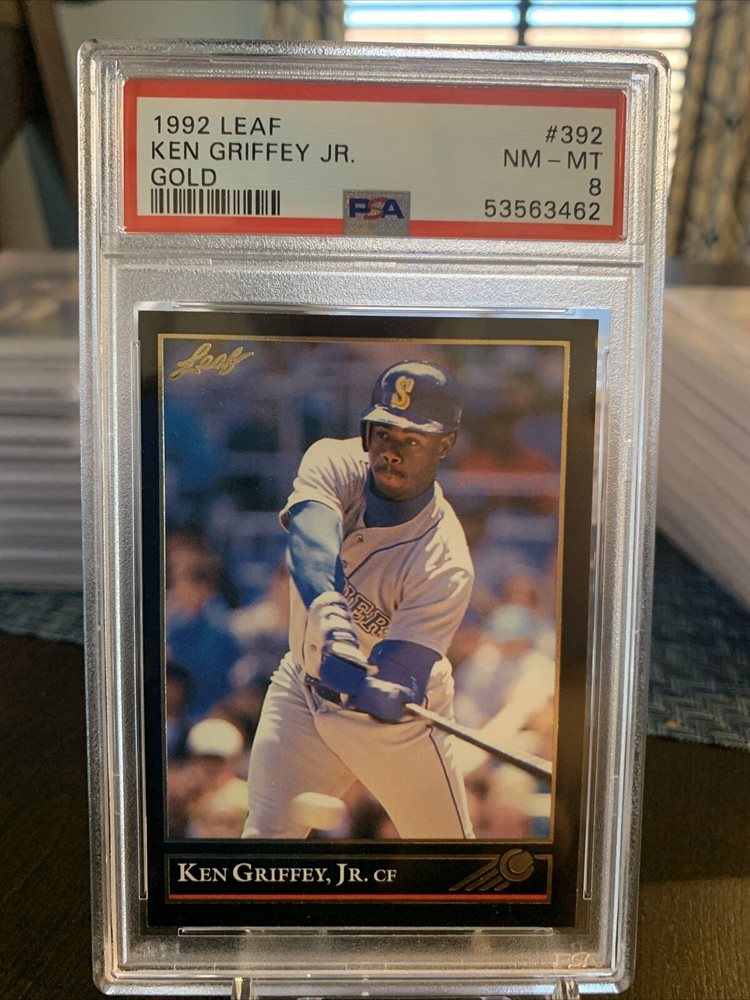 1992 LEAF #392
KEN GRIFFEY JR. NM - MT
GOLD 8
PSA 53563462
Leaf
S
KEN GRIFFEY, JR. CF